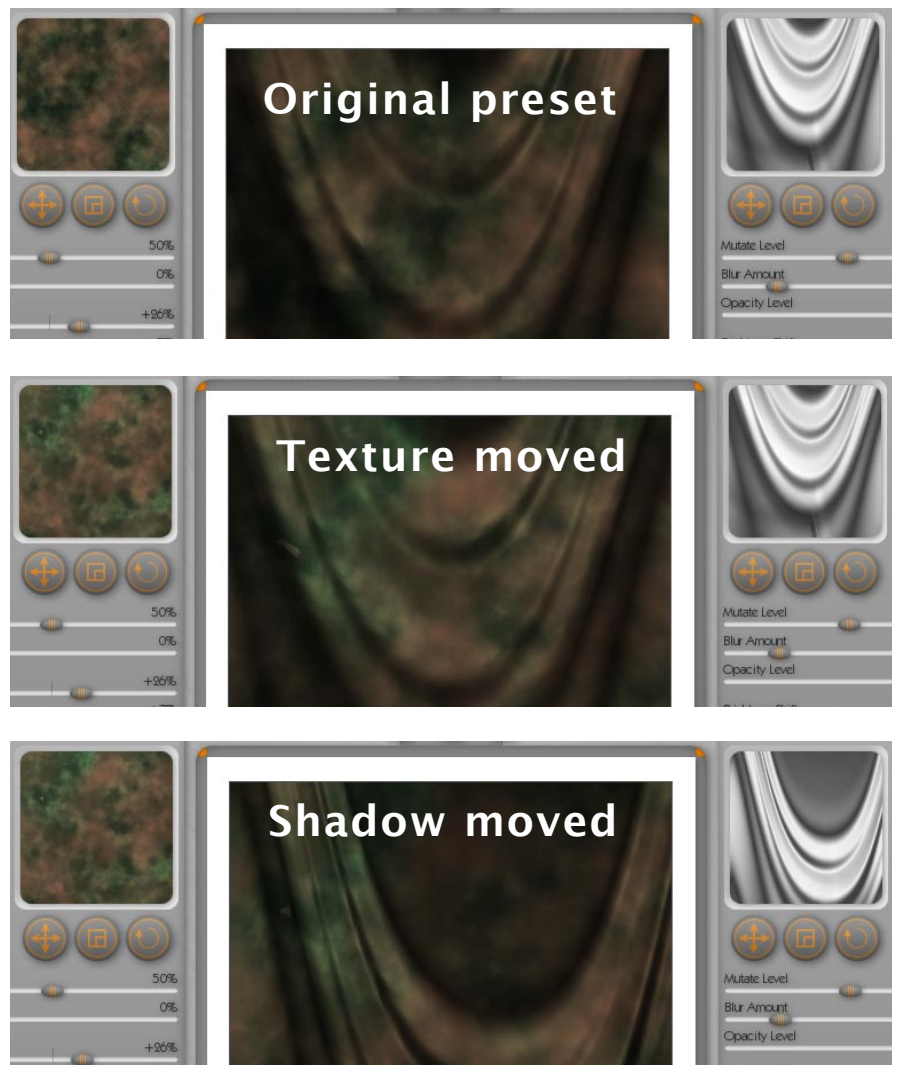 Original preset
50%
Mutate Level
0%
Blur Amount
Opacity Level
+26%
Texture moved
50%
Mutate Level
0%
Blur Amount
Opacity Level
+26%
Shadow moved
50%
Mutate Level
0%
Blur Amount
Opacity Level
+26%